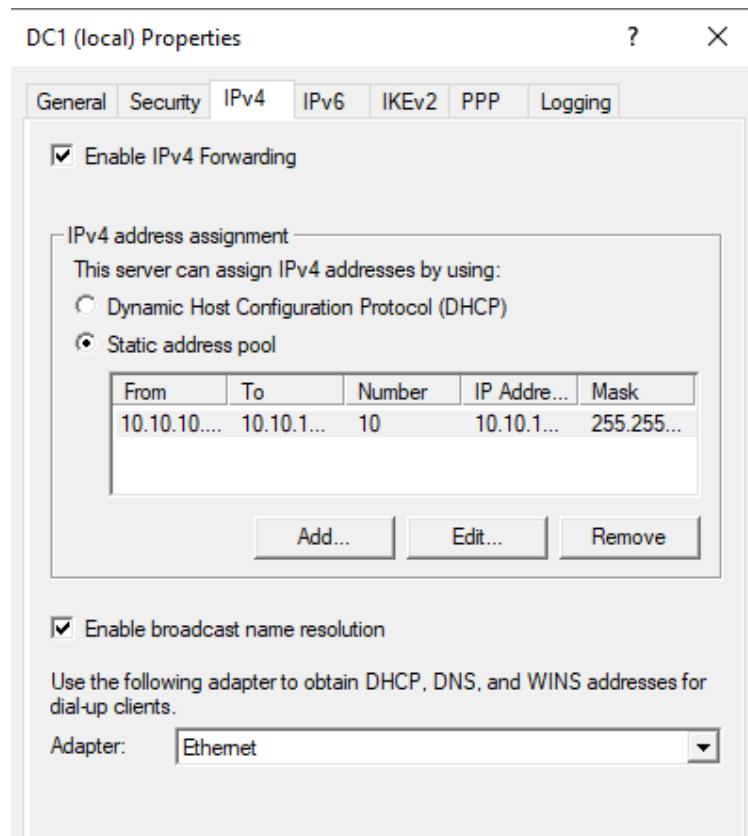 DC1 (local) Properties ? X
General Security IPv4 IPv6 IKEv2 PPP Logging
Enable IPv4 Forwarding
IPv4 address assignment
This server can assign IPv4 addresses by using:
Dynamic Host Configuration Protocol (DHCP)
Static address pool
From To Number IP Addre... Mask
10.10.10.... 10.10.1... 10 10.10.1... 255.255...
Add... Edit... Remove
Enable broadcast name resolution
Use the following adapter to obtain DHCP, DNS, and WINS addresses for
dial-up clients.
Adapter: Ethernet